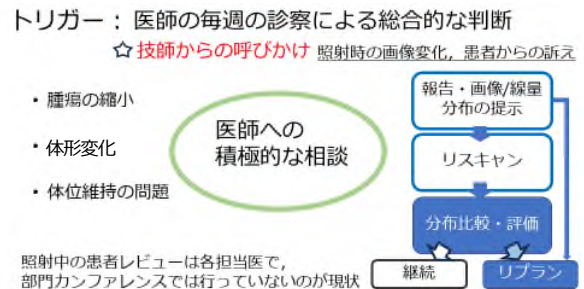 トリガー： 医師の毎週の診察による総合的な判断
☆技師からの呼びかけ 照射時の画像変化，患者からの訴え
・ 腫瘍の縮小
・ 体形変化
・ 体位維持の問題
医師への
積極的な相談
報告・画像/線量
分布の提示
リスキャン
分布比較・評価
継続
リプラン
照射中の患者レビューは各担当医で，
部門カンファレンスでは行っていないのが現状